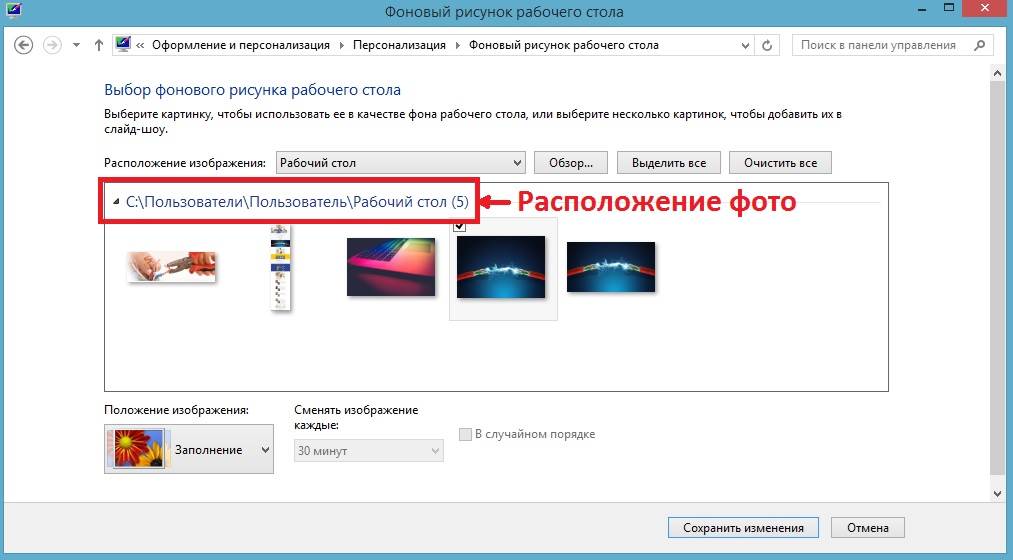 Фоновый рисунок рабочего стола
« Оформление и персонализация ▸ Персонализация ▸ Фоновый рисунок рабочего стола
Поиск в панели управления
Выбор фонового рисунка рабочего стола
Выберите картинку, чтобы использовать ее в качестве фона рабочего стола, или выберите несколько картинок, чтобы добавить их в
слайд-шоу.
Расположение изображения: Рабочий стол Обзор... Выделить все Очистить все
C:\Пользователи\Пользователь\Рабочий стол (5) Расположение фото
Положение изображения:
Заполнение
Сменять изображение
каждые:
30 минут
В случайном порядке
Сохранить изменения Отмена